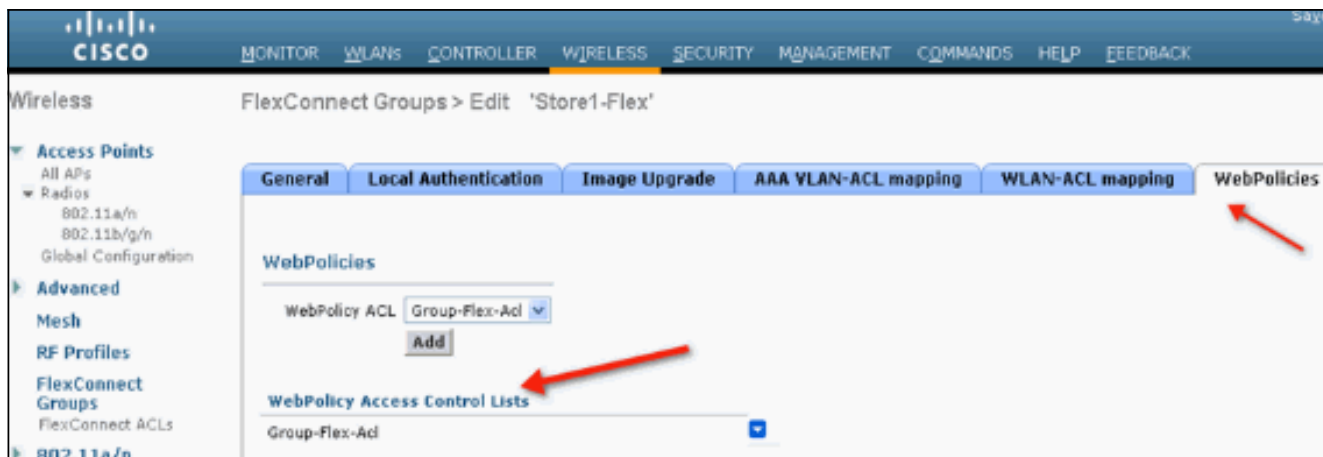 Save
CISCO
MONITOR WLANs CONTROLLER WIRELESS SECURITY MANAGEMENT COMMANDS HELP FEEDBACK
Wireless
FlexConnect Groups > Edit 'Store1-Flex'
Access Points
All APs
Radios
802.11a/n
802.11b/g/n
Global Configuration
Advanced
Mesh
RF Profiles
FlexConnect
Groups
FlexConnect ACLs
802.11a/n
General Local Authentication Image Upgrade AAA VLAN-ACL mapping WLAN-ACL mapping WebPolicies
WebPolicies
WebPolicy ACL Group-Flex-Acl
Add
WebPolicy Access Control Lists
Group-Flex-Acl